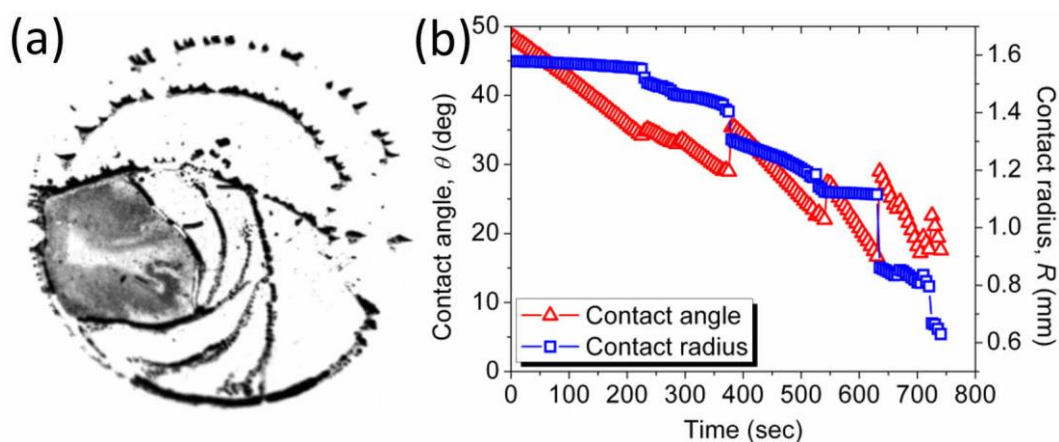 (a)
(b)
Contact angle, θ (deg)
50
40
30
20
10
0
Contact angle
Contact radius
0 100 200 300 400 500 600 700 800
Time (sec)
1.6
1.4
1.2
1.0
0.8
0.6
Contact radius, R (mm)